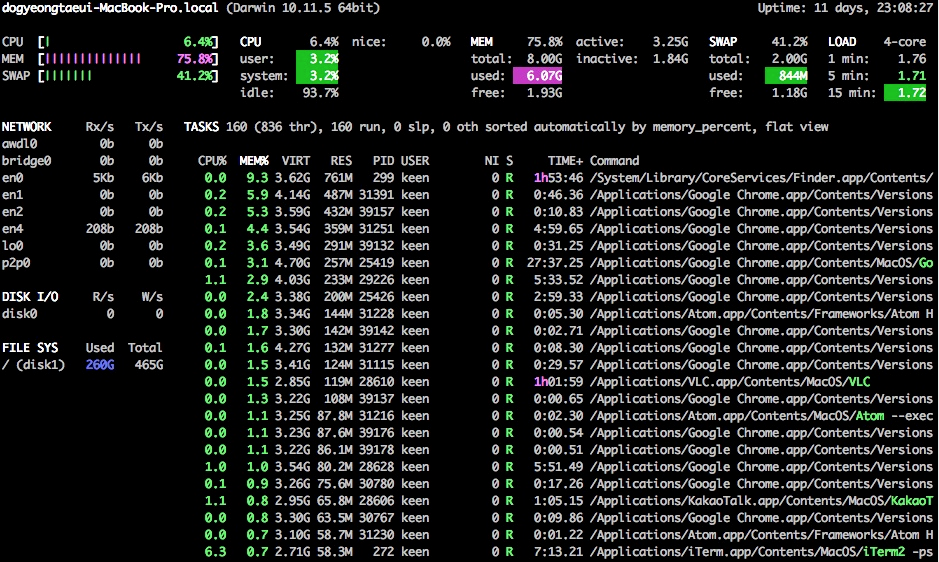 dogyeongtaeui-MacBook-Pro.local (Darwin 10.11.5 64bit) Uptime: 11 days, 23:08:27
CPU [| 6.4%] CPU 6.4% nice: 0.0% MEM 75.8% active: 3.25G SWAP 41.2% LOAD 4-core
MEM [||||||||||||||| 75.8%] user: 3.2% total: 8.00G inactive: 1.84G total: 2.00G 1 min: 1.76
SWAP [|||||||| 41.2%] system: 3.2% used: 6.07G used: 844M 5 min: 1.71
idle: 93.7% free: 1.93G free: 1.18G 15 min: 1.72
NETWORK Rx/s Tx/s TASKS 160 (836 thr), 160 run, 0 slp, 0 oth sorted automatically by memory_percent, flat view
awdl0 0b 0b
bridge0 0b 0b CPU% MEM% VIRT RES PID USER NI S TIME+ Command
en0 5Kb 6Kb 0.0 9.3 3.62G 761M 299 keen 0 R 1h53:46 /System/Library/CoreServices/Finder.app/Contents/
en1 0b 0b 0.2 5.9 4.14G 487M 31391 keen 0 R 0:46.36 /Applications/Google Chrome.app/Contents/Versions
en2 0b 0b 0.2 5.3 3.59G 432M 39157 keen 0 R 0:10.83 /Applications/Google Chrome.app/Contents/Versions
en4 208b 208b 0.1 4.4 3.54G 359M 31251 keen 0 R 4:59.65 /Applications/Google Chrome.app/Contents/Versions
lo0 0b 0b 0.2 3.6 3.49G 291M 39132 keen 0 R 0:31.25 /Applications/Google Chrome.app/Contents/Versions
p2p0 0b 0b 0.1 3.1 4.70G 257M 25419 keen 0 R 27:37.25 /Applications/Google Chrome.app/Contents/MacOS/Go
1.1 2.9 4.03G 233M 29226 keen 0 R 5:33.52 /Applications/Google Chrome.app/Contents/Versions
DISK I/O R/s W/s 0.0 2.4 3.38G 200M 25426 keen 0 R 2:59.33 /Applications/Google Chrome.app/Contents/Versions
disk0 0 0 0.0 1.8 3.34G 144M 31228 keen 0 R 0:05.30 /Applications/Atom.app/Contents/Frameworks/Atom H
0.0 1.7 3.30G 142M 39142 keen 0 R 0:02.71 /Applications/Google Chrome.app/Contents/Versions
FILE SYS Used Total 0.1 1.6 4.27G 132M 31277 keen 0 R 0:08.30 /Applications/Google Chrome.app/Contents/Versions
/ (disk1) 260G 465G 0.1 1.5 3.41G 124M 31115 keen 0 R 0:29.57 /Applications/Google Chrome.app/Contents/Versions
0.0 1.5 2.85G 119M 28610 keen 0 R 1h01:59 /Applications/VLC.app/Contents/MacOS/VLC
0.0 1.3 3.22G 108M 39137 keen 0 R 0:00.65 /Applications/Google Chrome.app/Contents/Versions
0.0 1.1 3.25G 87.8M 31216 keen 0 R 0:02.30 /Applications/Atom.app/Contents/MacOS/Atom --exec
0.0 1.1 3.23G 87.6M 39176 keen 0 R 0:00.54 /Applications/Google Chrome.app/Contents/Versions
0.0 1.1 3.22G 86.1M 39178 keen 0 R 0:00.51 /Applications/Google Chrome.app/Contents/Versions
1.0 1.0 3.54G 80.2M 28628 keen 0 R 5:51.49 /Applications/Google Chrome.app/Contents/Versions
0.1 0.9 3.26G 75.6M 30780 keen 0 R 0:17.26 /Applications/Google Chrome.app/Contents/Versions
1.1 0.8 2.95G 65.8M 28606 keen 0 R 1:05.15 /Applications/KakaoTalk.app/Contents/MacOS/KakaoT
0.0 0.8 3.30G 63.5M 30767 keen 0 R 0:09.86 /Applications/Google Chrome.app/Contents/Versions
0.0 0.7 3.10G 58.7M 31230 keen 0 R 0:01.22 /Applications/Atom.app/Contents/Frameworks/Atom H
6.3 0.7 2.71G 58.3M 272 keen 0 R 7:13.21 /Applications/iTerm.app/Contents/MacOS/iTerm2 -ps